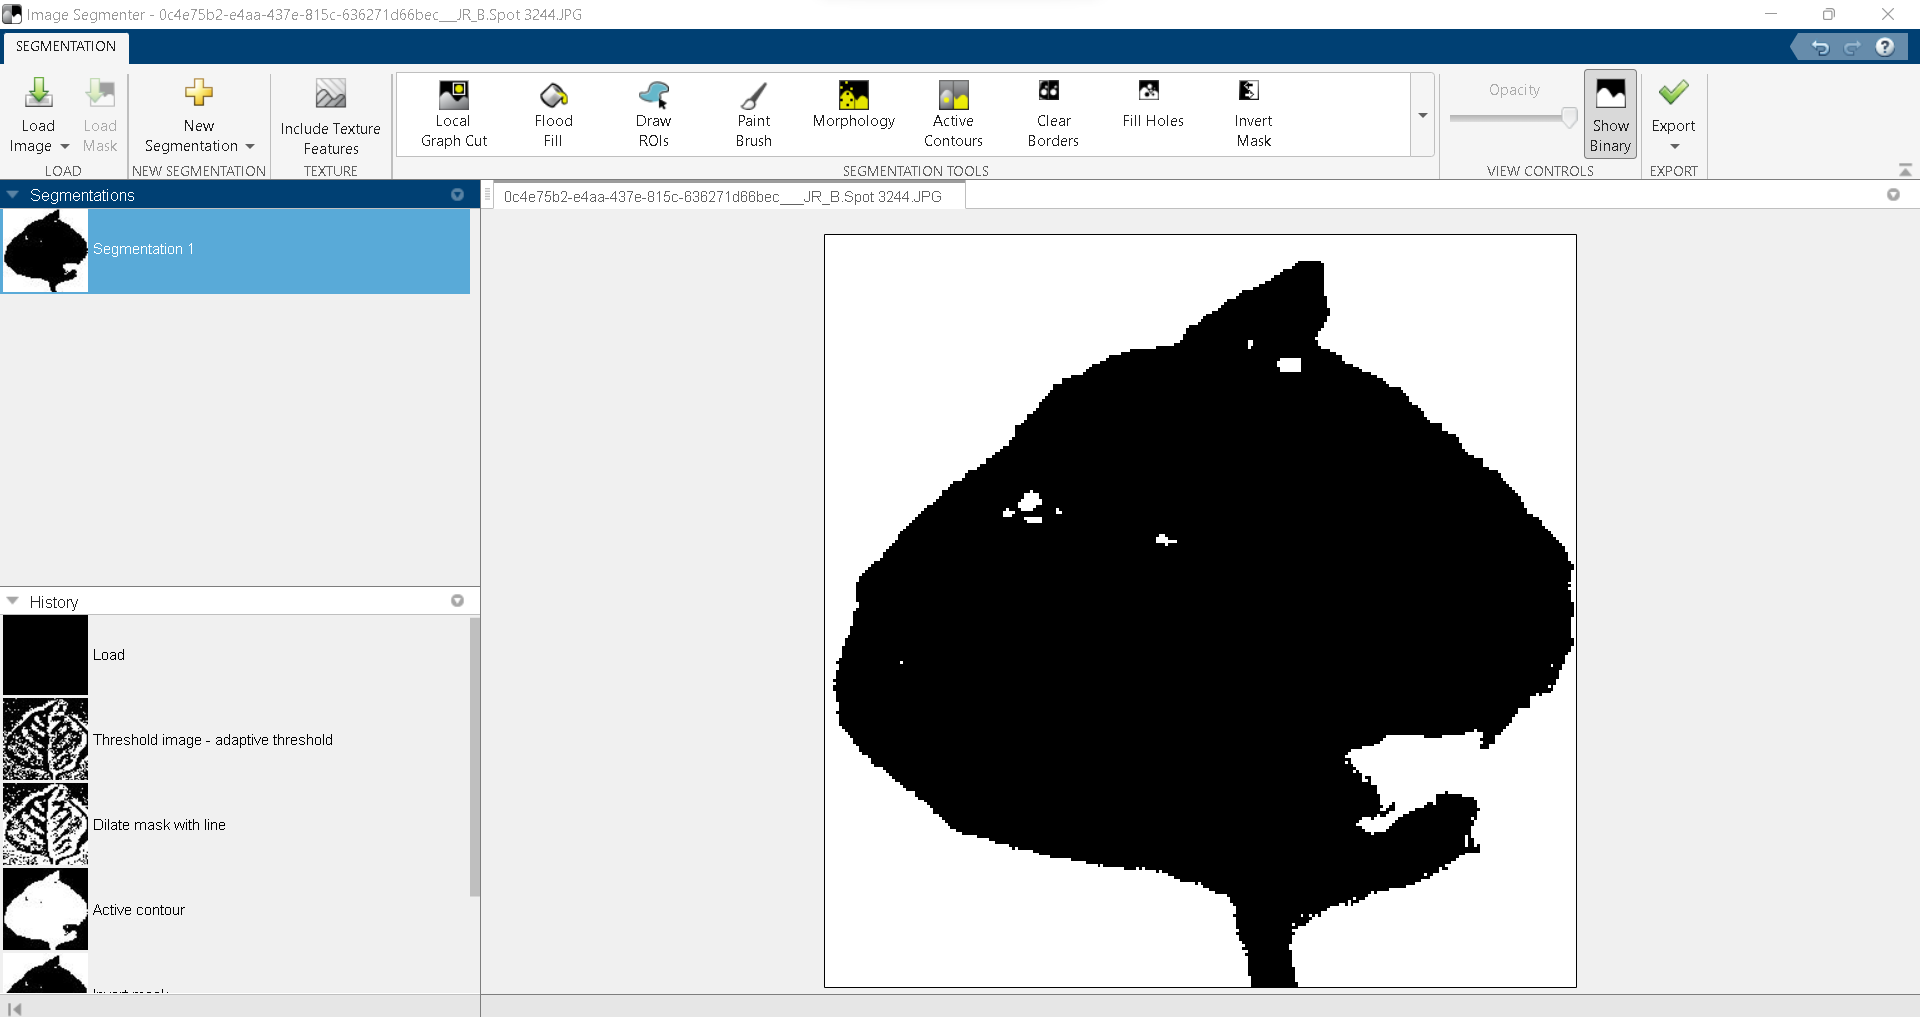 Image Segmenter - 0c4e75b2-e4aa-437e-815c-636271d66bec___JR_B.Spot 3244.JPG
SEGMENTATION
Load
Image
Load
Mask
LOAD
New
Segmentation
NEW SEGMENTATION
Include Texture
Features
TEXTURE
Local
Graph Cut
Flood
Fill
Draw
ROIs
Paint
Brush
Morphology
Active
Contours
Clear
Borders
Fill Holes
Invert
Mask
SEGMENTATION TOOLS
Opacity
Show
Binary
VIEW CONTROLS
Export
EXPORT
Segmentations
0c4e75b2-e4aa-437e-815c-636271d66bec___JR_B.Spot 3244.JPG
Segmentation 1
History
Load
Threshold image - adaptive threshold
Dilate mask with line
Active contour
Invert mask